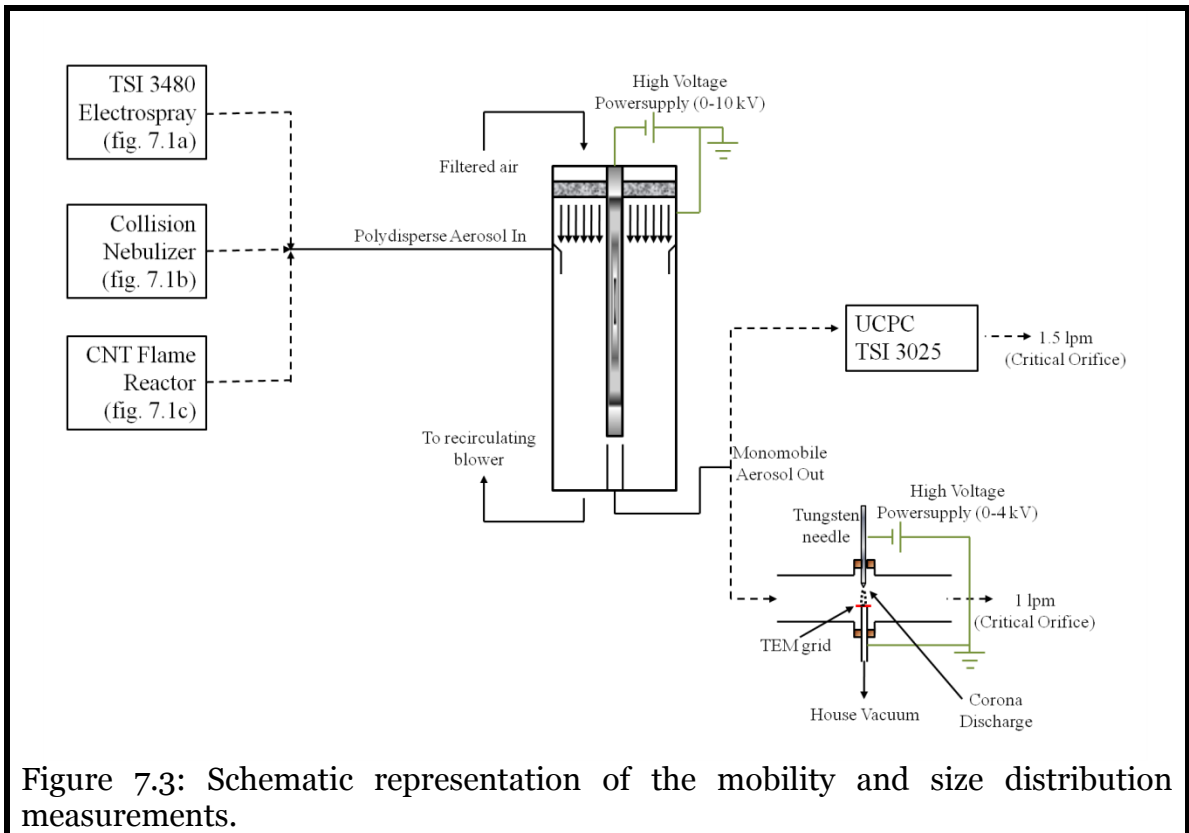 TSI 3480
Electrospray
(fig. 7.1a)
Collision
Nebulizer
(fig. 7.1b)
CNT Flame
Reactor
(fig. 7.1c)
Filtered air
Polydisperse Aerosol In
High Voltage
Powersupply (0-10 kV)
To recirculating
blower
Monomobile
Aerosol Out
UCPC
TSI 3025
1.5 lpm
(Critical Orifice)
High Voltage
Powersupply (0-4 kV)
Tungsten
needle
1 lpm
(Critical Orifice)
TEM grid
House Vacuum
Corona
Discharge
Figure 7.3: Schematic representation of the mobility and size distribution
measurements.